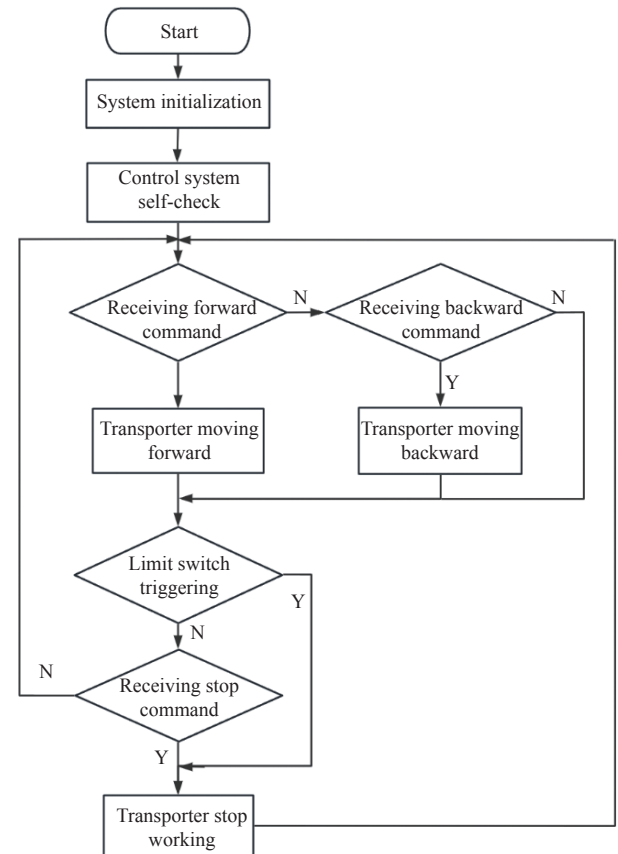 Start
System initialization
Control system
self-check
Receiving forward
command
N
Receiving backward
command
N
Y
Transporter moving
forward
Transporter moving
backward
Limit switch
triggering
Y
N
N
Receiving stop
command
Y
Transporter stop
working